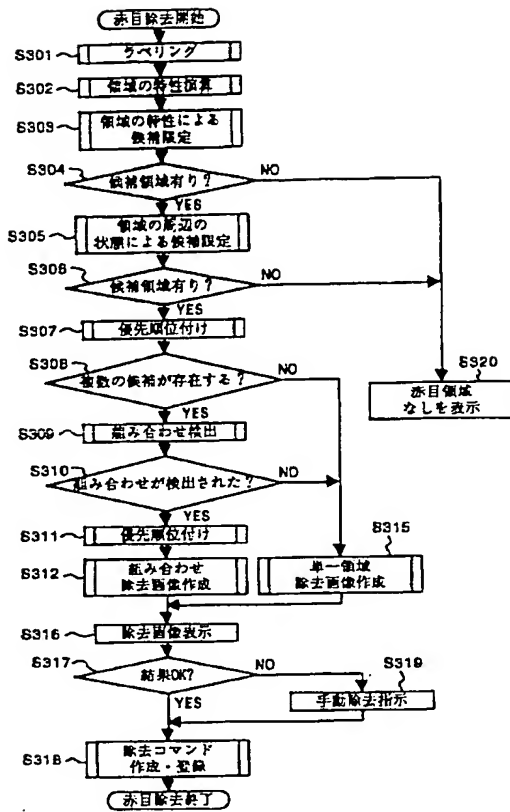 赤目除去開始
S301
ラベリング
S302
領域の特性演算
S303
領域の特性による
候補限定
S304
候補領域有り?
NO
YES
S305
領域の周辺の
状態による候補限定
S306
候補領域有り?
NO
YES
S307
優先順位付け
S308
複数の候補が存在する?
NO
YES
S320
赤目領域
なしを表示
S309
組み合わせ検出
S310
組み合わせが検出された?
NO
YES
S311
優先順位付け
S312
組み合わせ
除去画像作成
S315
単一領域
除去画像作成
S316
除去画像表示
S317
結果OK?
NO
YES
S319
手動除去指示
S318
除去コマンド
作成・登録
赤目除去終了